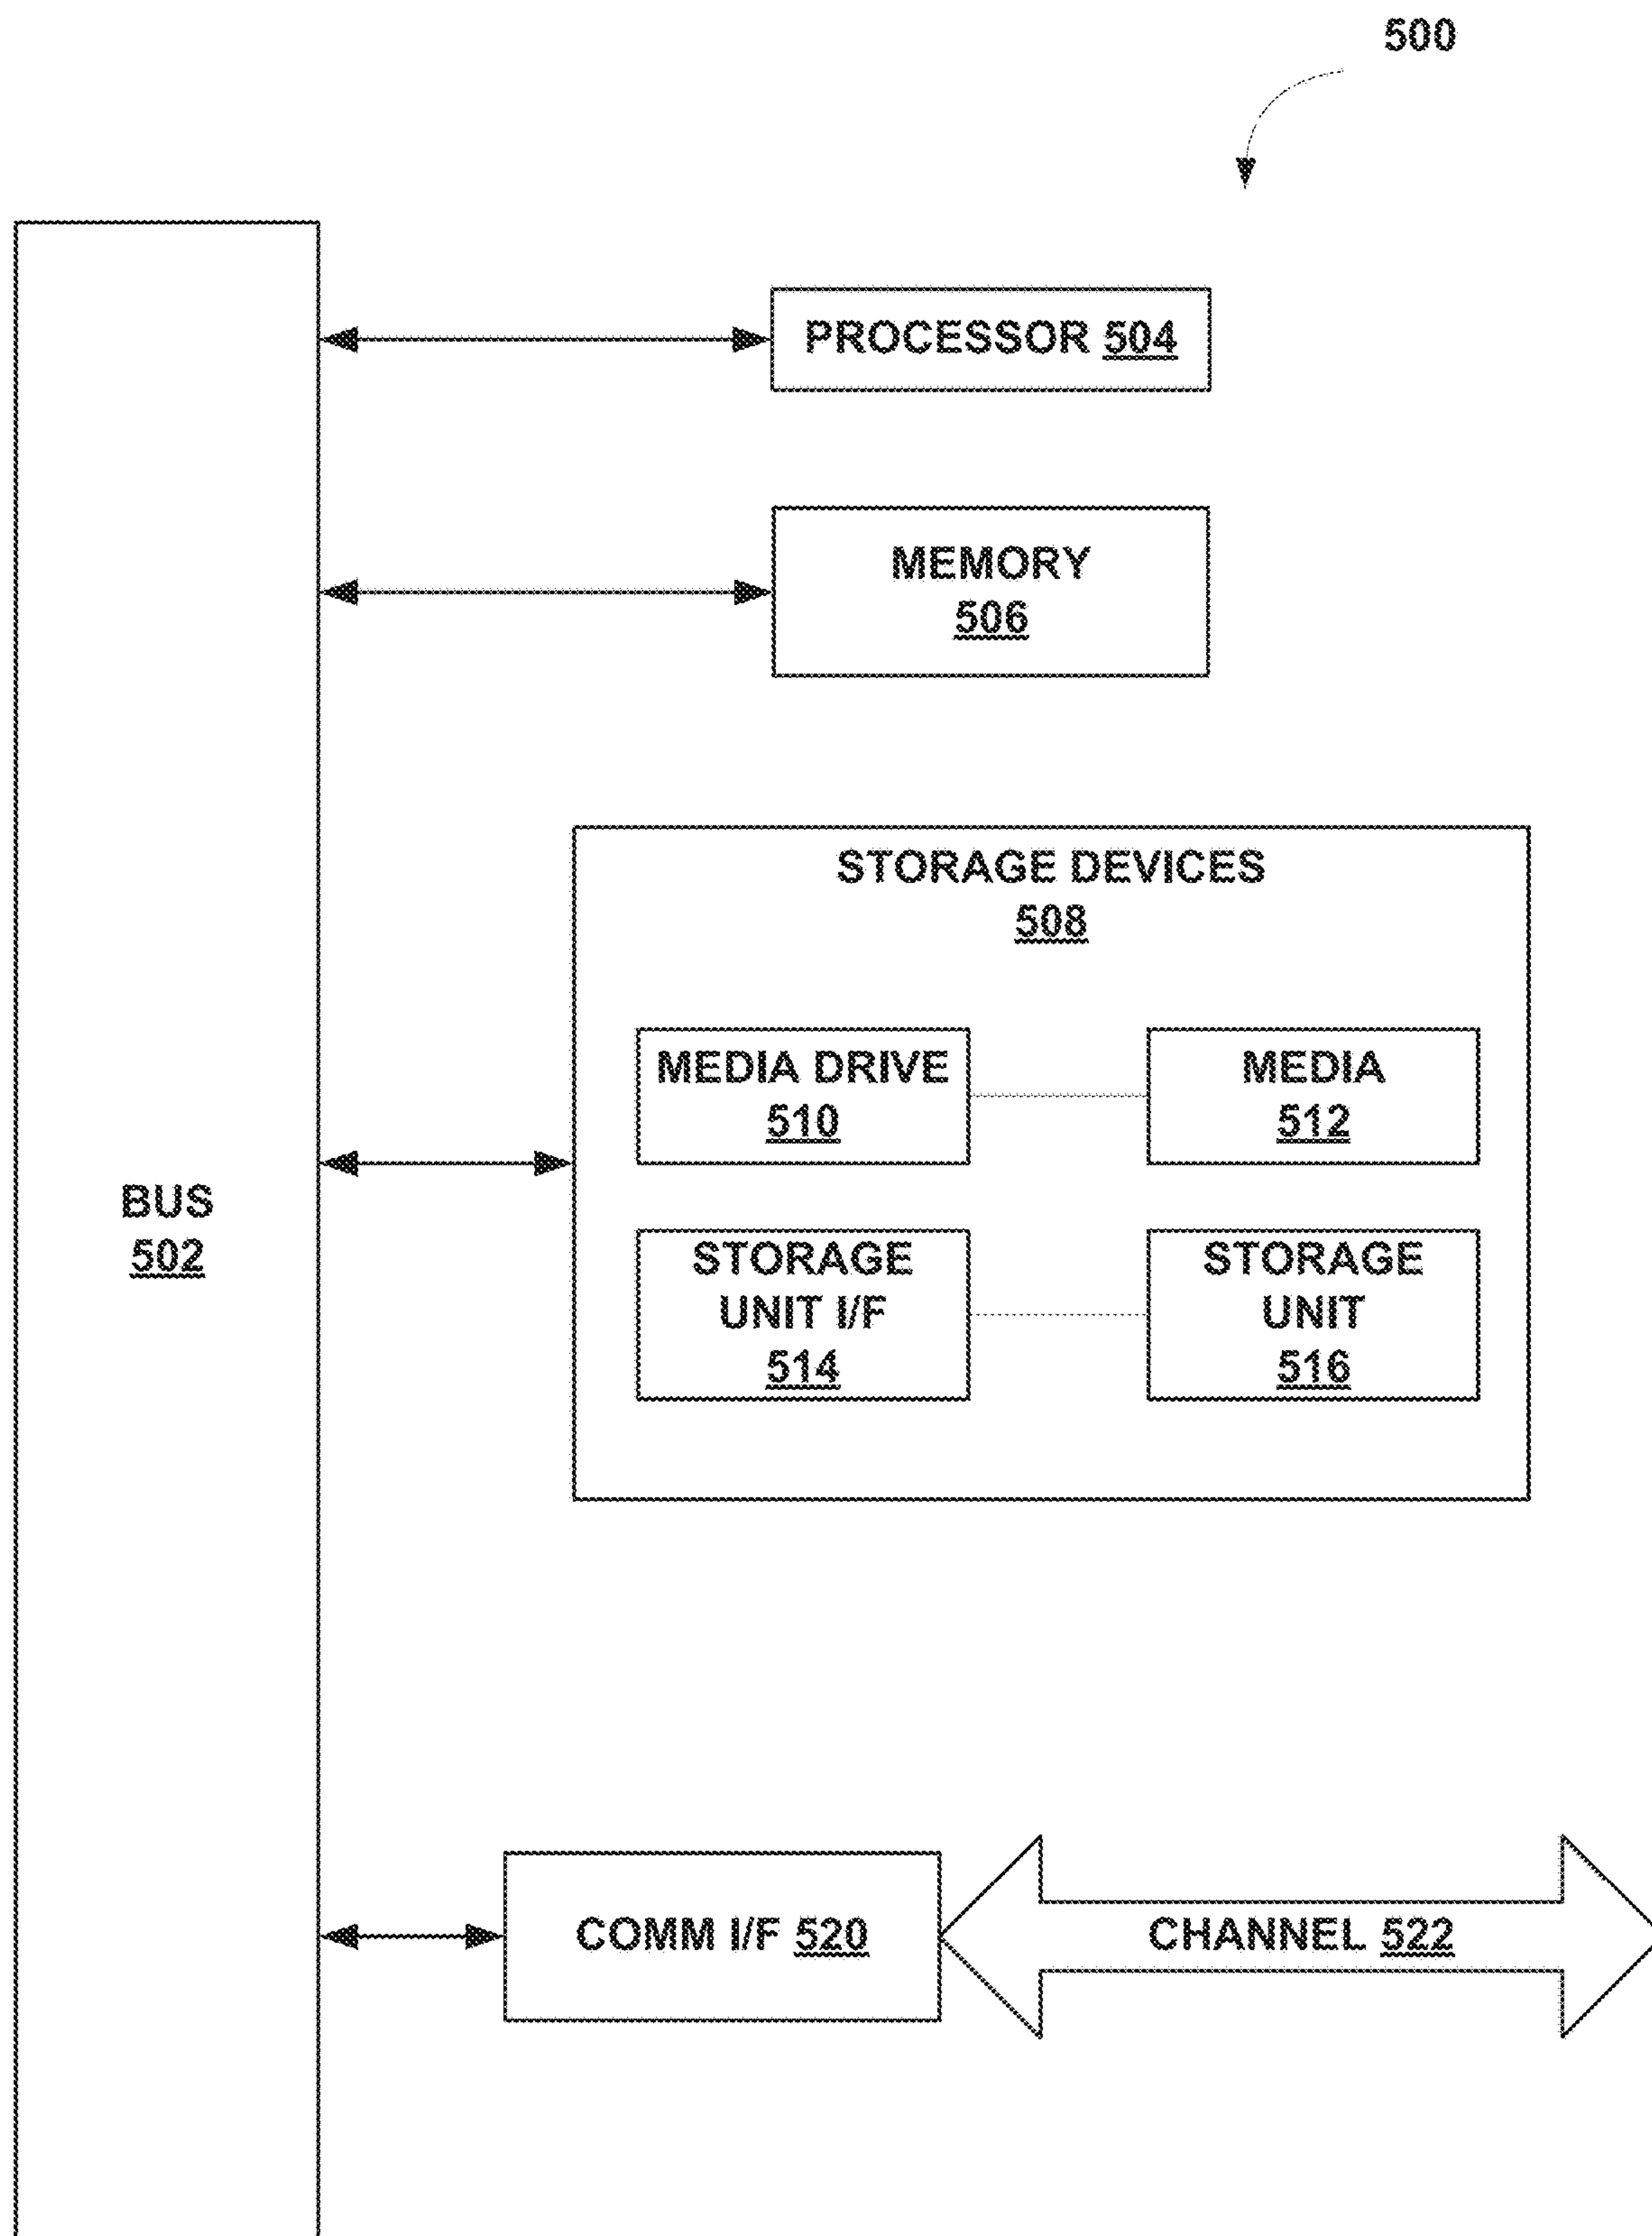 500
PROCESSOR 504
MEMORY
506
STORAGE DEVICES
508
MEDIA DRIVE
510
MEDIA
512
BUS
502
STORAGE
UNIT I/F
514
STORAGE
UNIT
516
COMM I/F 520
CHANNEL 522